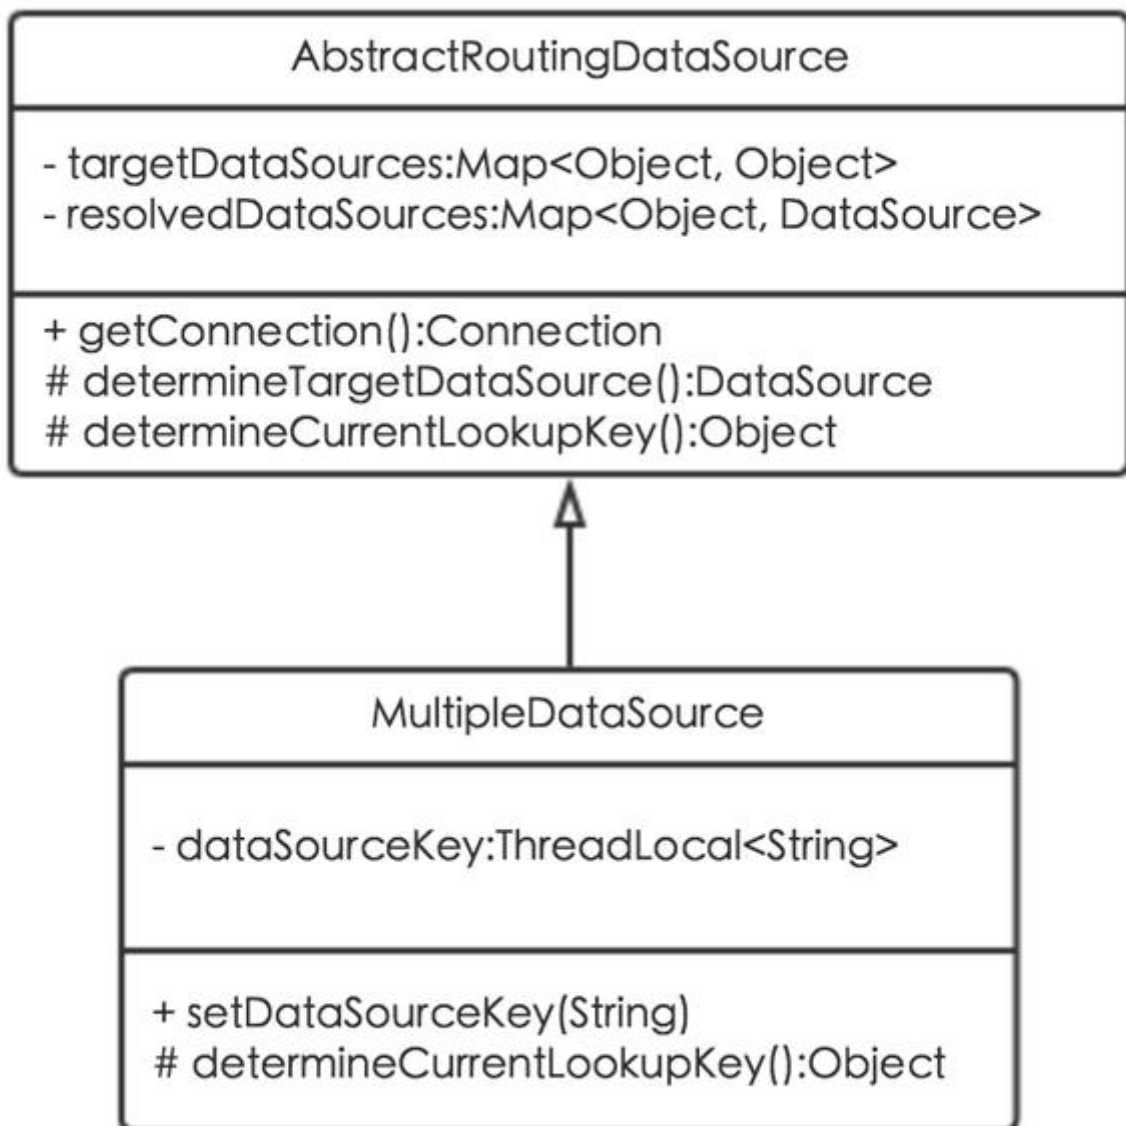 AbstractRoutingDataSource
- targetDataSources:Map<Object, Object>
- resolvedDataSources:Map<Object, DataSource>
+ getConnection():Connection
# determineTargetDataSource():DataSource
# determineCurrentLookupKey():Object
MultipleDataSource
- dataSourceKey:ThreadLocal<String>
+ setDataSourceKey(String)
# determineCurrentLookupKey():Object